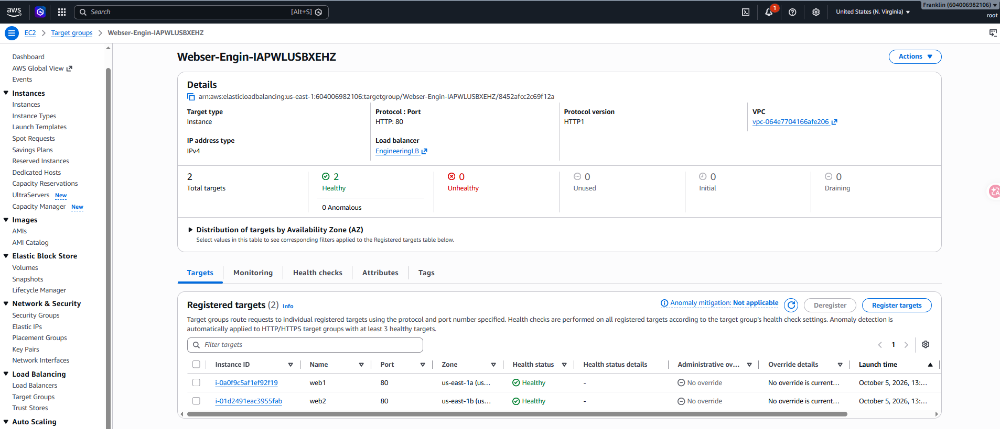 aws
Search [Alt+S]
1
United States (N. Virginia)
Franklin (604006982106)
root
EC2 Target groups Webser-Engin-IAPWLUSBXEHZ
Dashboard
AWS Global View
Events
Instances
Instances
Instance Types
Launch Templates
Spot Requests
Savings Plans
Reserved Instances
Dedicated Hosts
Capacity Reservations
UltraServers New
Capacity Manager New
Images
AMIs
AMI Catalog
Elastic Block Store
Volumes
Snapshots
Lifecycle Manager
Network & Security
Security Groups
Elastic IPs
Placement Groups
Key Pairs
Network Interfaces
Load Balancing
Load Balancers
Target Groups
Trust Stores
Auto Scaling
Webser-Engin-IAPWLUSBXEHZ
Actions
Details
arn:aws:elasticloadbalancing:us-east-1:604006982106:targetgroup/Webser-Engin-IAPWLUSBXEHZ/8452afcc2c69f12a
Target type
Instance
Protocol : Port
HTTP: 80
Protocol version
HTTP1
VPC
vpc-064e7704166afe206
IP address type
IPv4
Load balancer
EngineeringLB
2
Total targets
2
Healthy
0 Anomalous
0
Unhealthy
0
Unused
0
Initial
0
Draining
Distribution of targets by Availability Zone (AZ)
Select values in this table to see corresponding filters applied to the Registered targets table below.
Targets Monitoring Health checks Attributes Tags
Registered targets (2) Info
Anomaly mitigation: Not applicable
Deregister
Register targets
Target groups route requests to individual registered targets using the protocol and port number specified. Health checks are performed on all registered targets according to the target group's health check settings. Anomaly detection is
automatically applied to HTTP/HTTPS target groups with at least 3 healthy targets.
Filter targets
1
Instance ID Name Port Zone Health status Health status details Administrative ov... Override details Launch time
i-0a0f9c5af1ef92f19 web1 80 us-east-1a (us... Healthy - No override No override is current... October 5, 2026, 13:...
i-01d2491eac3955fab web2 80 us-east-1b (us... Healthy - No override No override is current... October 5, 2026, 13:...